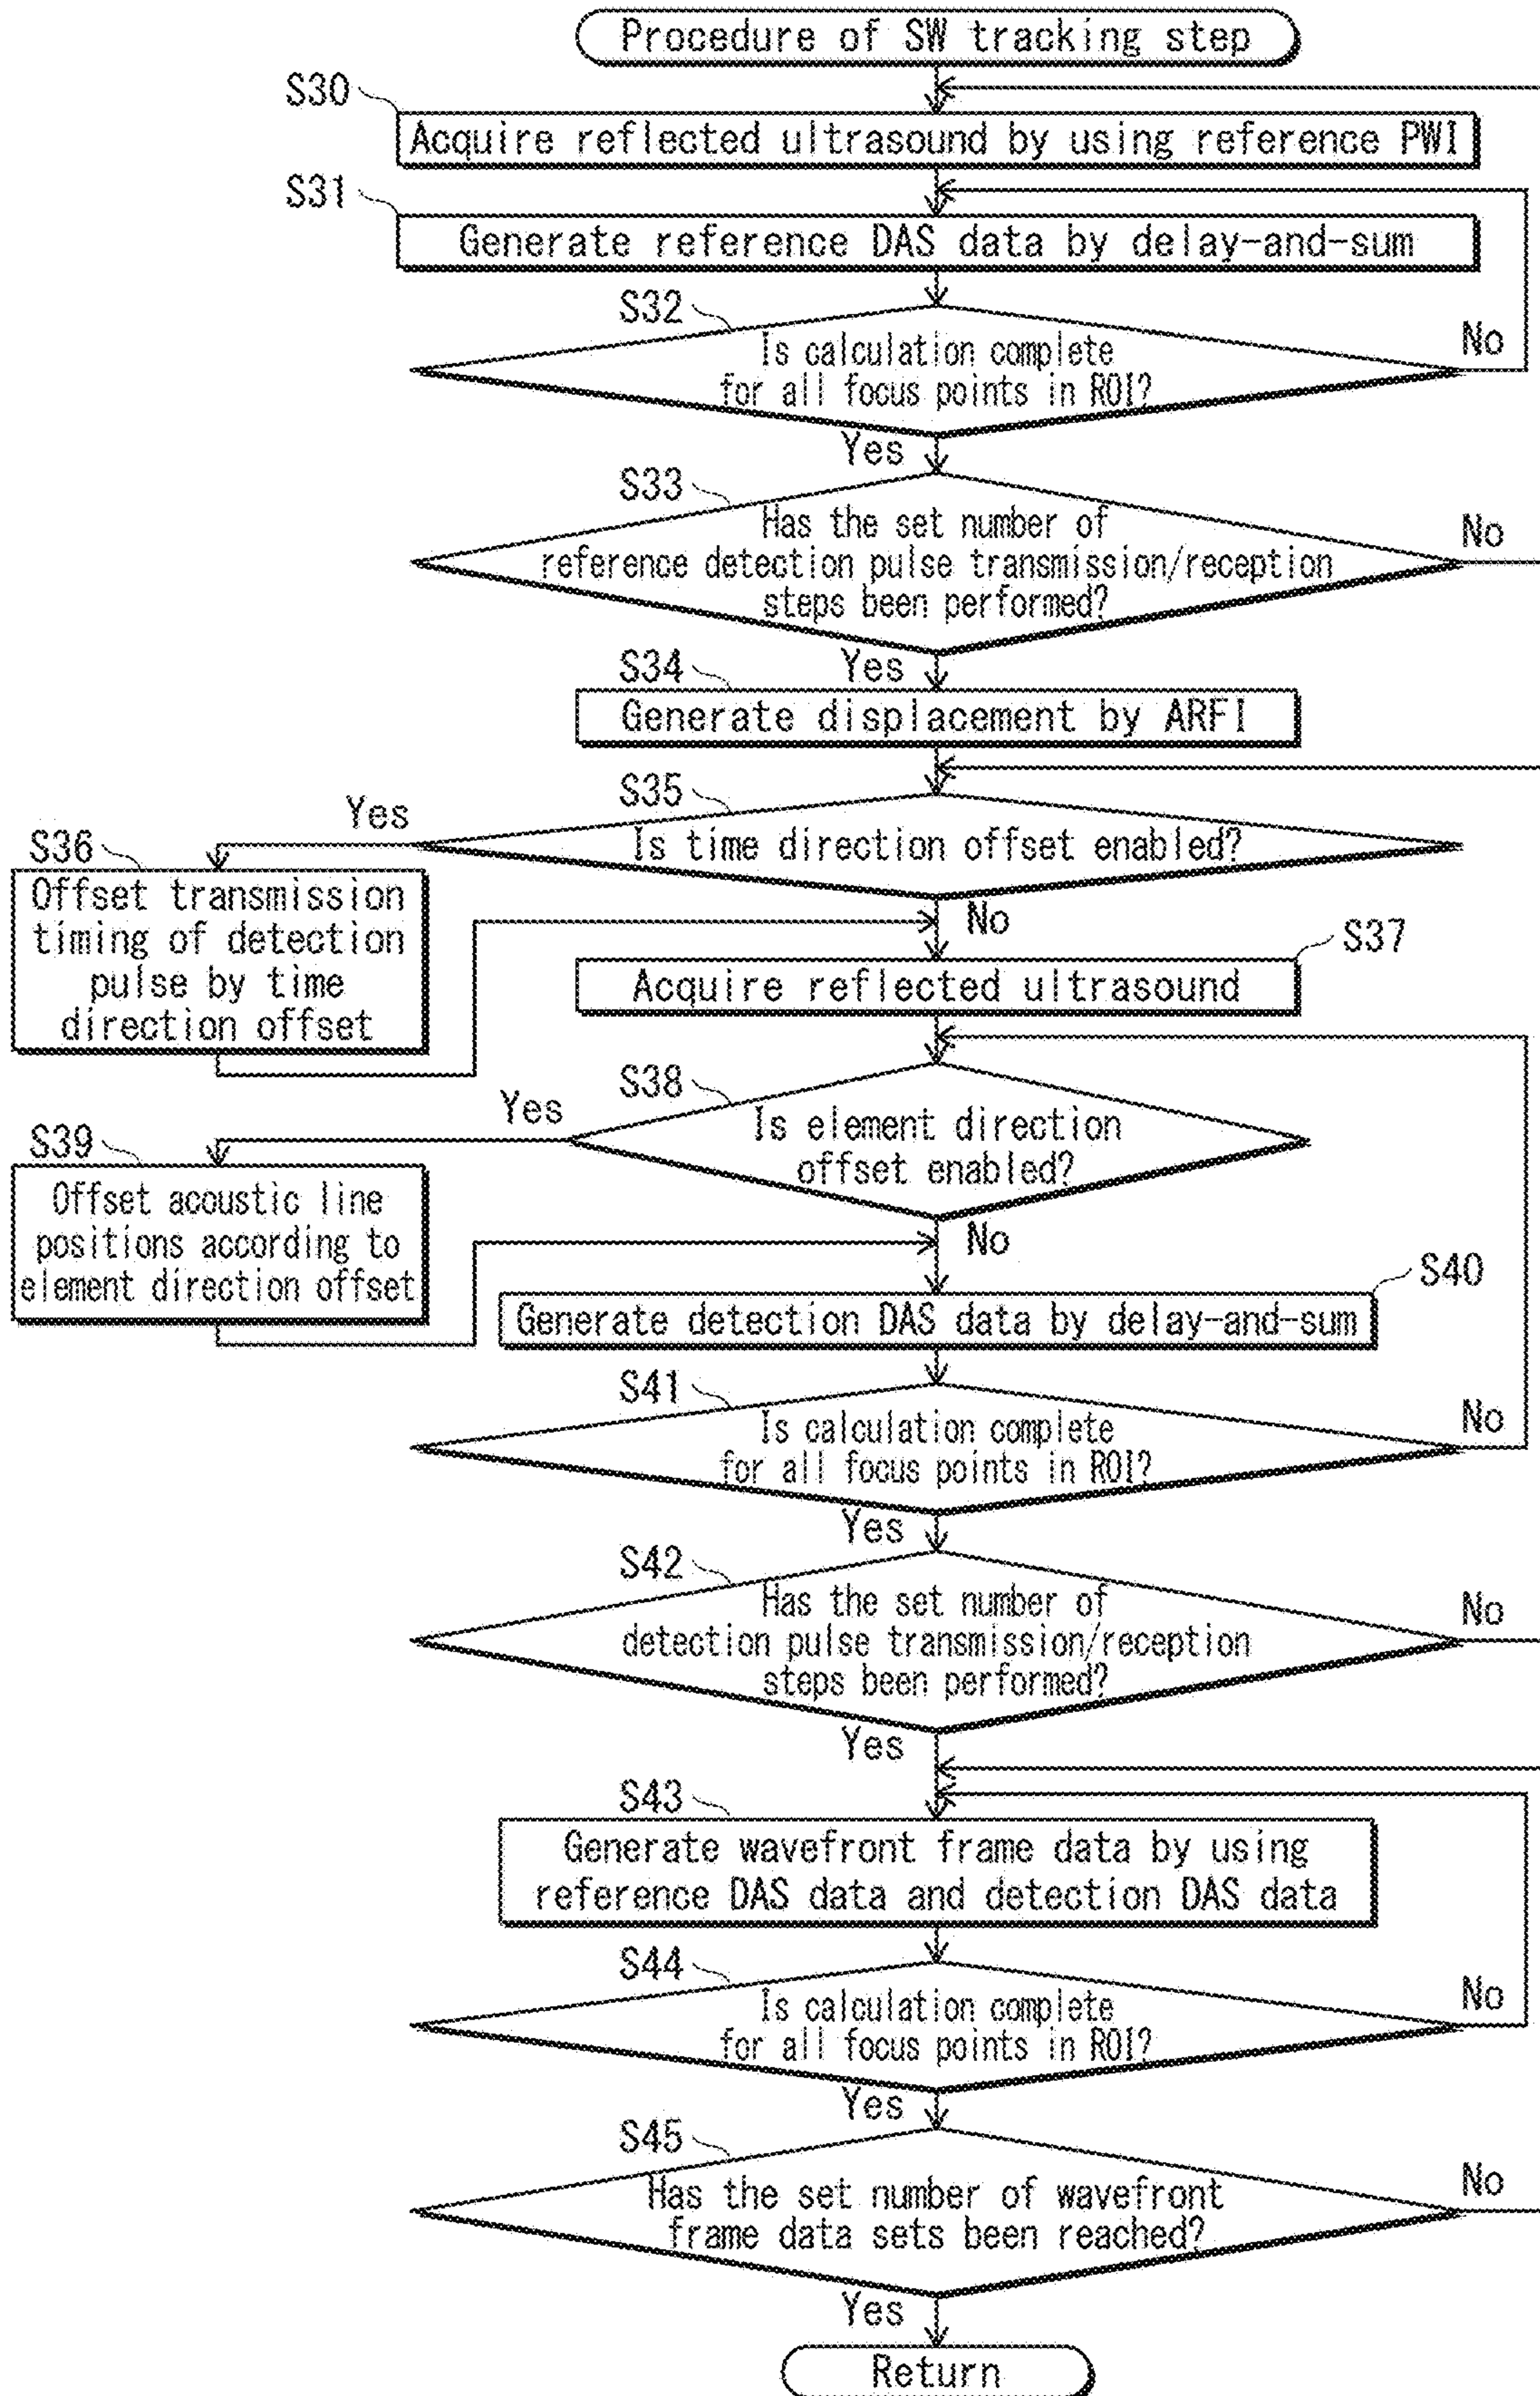 Procedure of SW tracking step
S30
Acquire reflected ultrasound by using reference PWI
S31
Generate reference DAS data by delay-and-sum
S32
Is calculation complete
for all focus points in ROI?
No
Yes
S33
Has the set number of
reference detection pulse transmission/reception
steps been performed?
No
Yes
S34
Generate displacement by ARFI
S35
Is time direction offset enabled?
Yes
No
S36
Offset transmission
timing of detection
pulse by time
direction offset
S37
Acquire reflected ultrasound
S38
Is element direction
offset enabled?
Yes
No
S39
Offset acoustic line
positions according to
element direction offset
S40
Generate detection DAS data by delay-and-sum
S41
Is calculation complete
for all focus points in ROI?
No
Yes
S42
Has the set number of
detection pulse transmission/reception
steps been performed?
No
Yes
S43
Generate wavefront frame data by using
reference DAS data and detection DAS data
S44
Is calculation complete
for all focus points in ROI?
No
Yes
S45
Has the set number of wavefront
frame data sets been reached?
No
Yes
Return